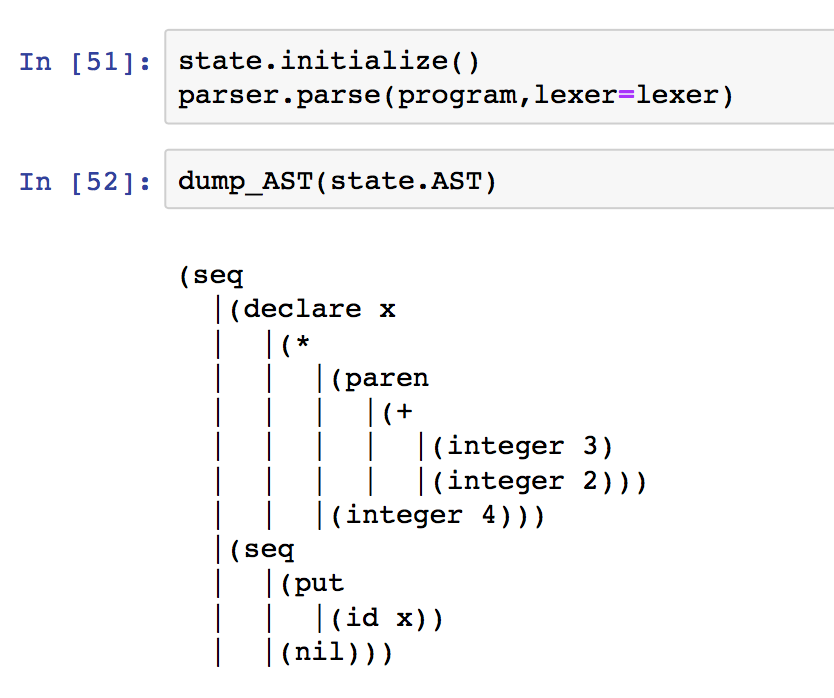 In [51]: state.initialize()
parser.parse(program,lexer=lexer)
In [52]: dump_AST(state.AST)
(seq
  |(declare x
  |  |(*
  |  |  |(paren
  |  |  |  |(+
  |  |  |  |  |(integer 3)
  |  |  |  |  |(integer 2)))
  |  |  |(integer 4)))
  |(seq
  |  |(put
  |  |  |(id x))
  |  |(nil)))